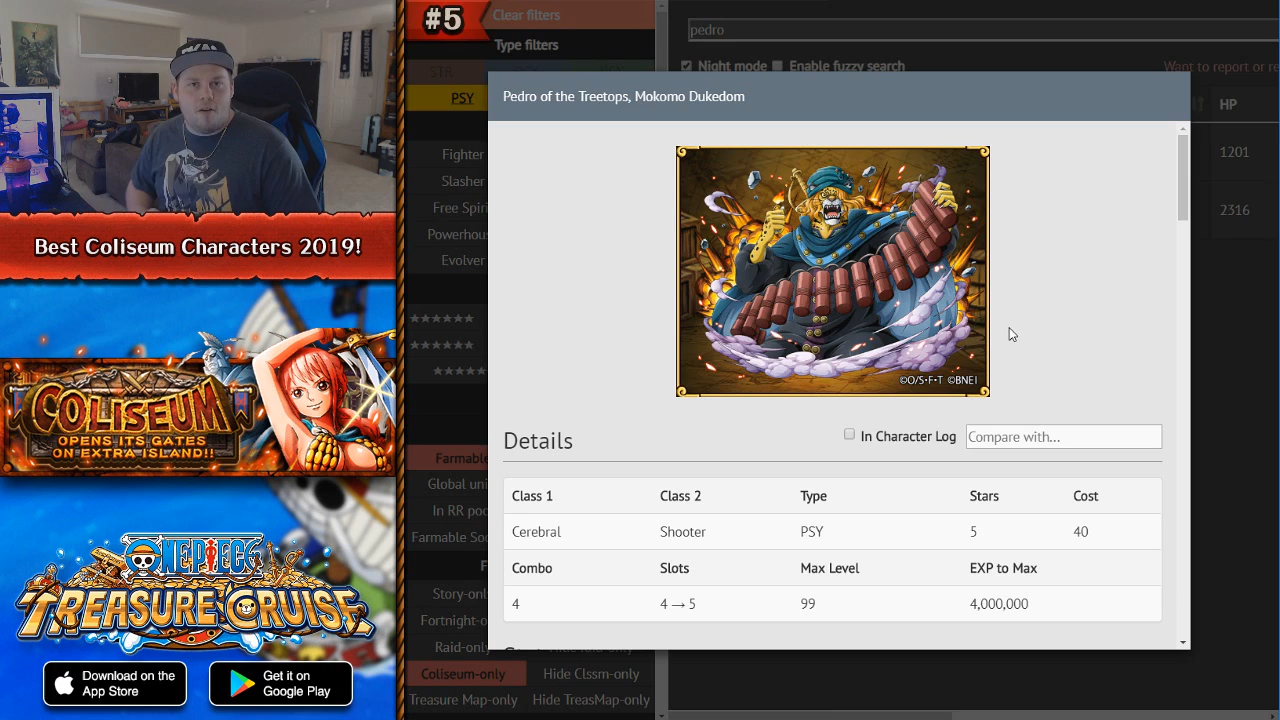 #5
Best Coliseum Characters 2019!
COLISEUM
OPENS ITS GATES
ON EXTRA ISLAND!!
ONE PIECE
TREASURE CRUISE
Download on the
App Store
Get it on
Google Play
Clear filters
Type filters
STR
PSY
Fighter
Slasher
Free Spiri
Powerhous
Evolver
Farmable
Global uni
In RR poo
Farmable Soc
F
Story-onl
Fortnight-o
Raid-only
Coliseum-only
Hide Clssm-only
Treasure Map-only
Hide TreasMap-only
pedro
Night mode
Enable fuzzy search
Want to report or re
HP
1201
2316
Pedro of the Treetops, Mokomo Dukedom
©O/S・F・T ©BNEI
Details
In Character Log
Compare with...
Class 1 Class 2 Type Stars Cost
Cerebral Shooter PSY 5 40
Combo Slots Max Level EXP to Max
4 4 → 5 99 4,000,000